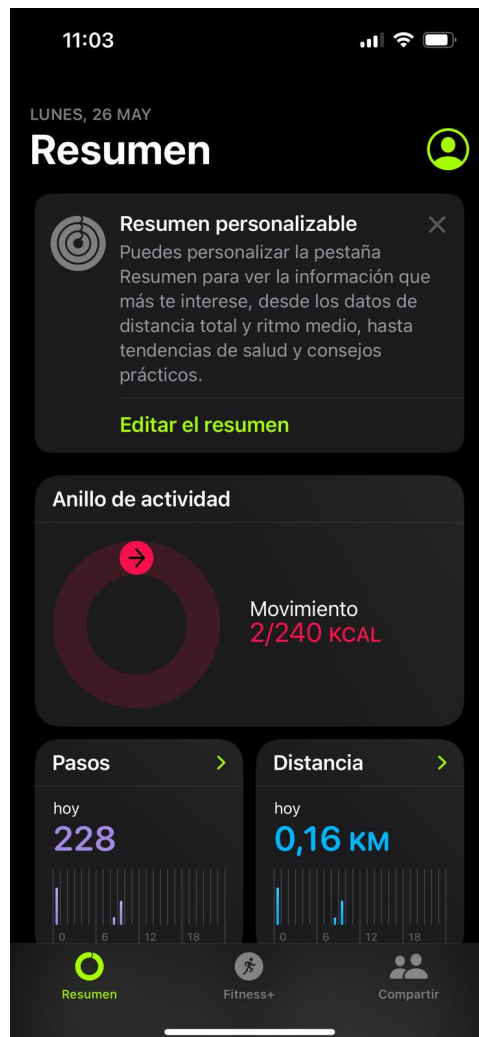 11:03
LUNES, 26 MAY
Resumen
Resumen personalizable
Puedes personalizar la pestaña
Resumen para ver la información que
más te interese, desde los datos de
distancia total y ritmo medio, hasta
tendencias de salud y consejos
prácticos.
Editar el resumen
Anillo de actividad
Movimiento
2/240 KCAL
Pasos
hoy
228
0 6 12 18
Distancia
hoy
0,16 KM
0 6 12 18
Resumen
Fitness+
Compartir